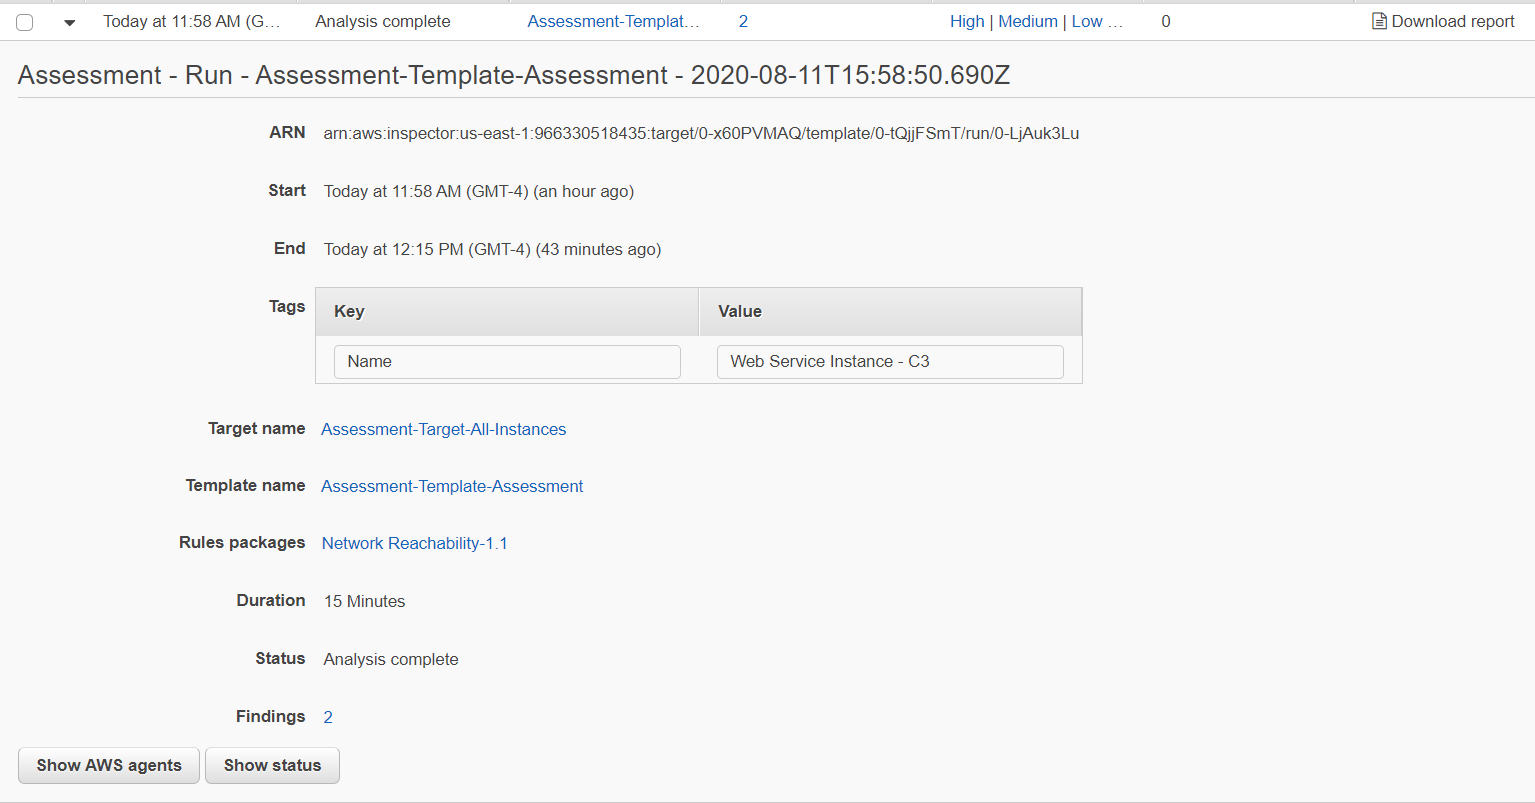 Today at 11:58 AM (G... Analysis complete Assessment-Templat... 2 High | Medium | Low ... 0 Download report
Assessment - Run - Assessment-Template-Assessment - 2020-08-11T15:58:50.690Z
ARN arn:aws:inspector:us-east-1:966330518435:target/0-x60PVMAQ/template/0-tQjjFSmT/run/0-LjAuk3Lu
Start Today at 11:58 AM (GMT-4) (an hour ago)
End Today at 12:15 PM (GMT-4) (43 minutes ago)
Tags Key Value
Name Web Service Instance - C3
Target name Assessment-Target-All-Instances
Template name Assessment-Template-Assessment
Rules packages Network Reachability-1.1
Duration 15 Minutes
Status Analysis complete
Findings 2
Show AWS agents Show status